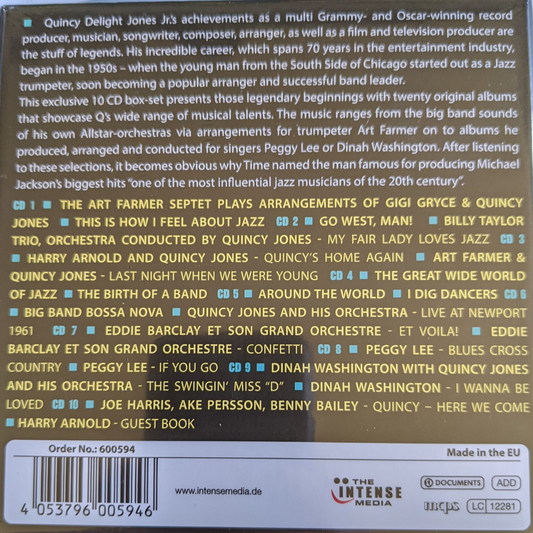 ■ Quincy Delight Jones Jr.'s achievements as a multi Grammy- and Oscar-winning record
producer, musician, songwriter, composer, arranger, as well as a film and television producer are
the stuff of legends. His incredible career, which spans 70 years in the entertainment industry,
began in the 1950s – when the young man from the South Side of Chicago started out as a Jazz
trumpeter, soon becoming a popular arranger and successful band leader.
This exclusive 10 CD box-set presents those legendary beginnings with twenty original albums
that showcase Q's wide range of musical talents. The music ranges from the big band sounds
of his own Allstar-orchestras via arrangements for trumpeter Art Farmer on to albums he
produced, arranged and conducted for singers Peggy Lee or Dinah Washington. After listening
to these selections, it becomes obvious why Time named the man famous for producing Michael
Jackson's biggest hits "one of the most influential jazz musicians of the 20th century".
CD 1 ■ THE ART FARMER SEPTET PLAYS ARRANGEMENTS OF GIGI GRYCE & QUINCY
JONES ■ THIS IS HOW I FEEL ABOUT JAZZ CD 2 ■ GO WEST, MAN! ■ BILLY TAYLOR
TRIO, ORCHESTRA CONDUCTED BY QUINCY JONES - MY FAIR LADY LOVES JAZZ CD 3
■ HARRY ARNOLD AND QUINCY JONES - QUINCY'S HOME AGAIN ■ ART FARMER &
QUINCY JONES - LAST NIGHT WHEN WE WERE YOUNG CD 4 ■ THE GREAT WIDE WORLD
OF JAZZ ■ THE BIRTH OF A BAND CD 5 ■ AROUND THE WORLD ■ I DIG DANCERS CD 6
■ BIG BAND BOSSA NOVA ■ QUINCY JONES AND HIS ORCHESTRA - LIVE AT NEWPORT
1961 CD 7 ■ EDDIE BARCLAY ET SON GRAND ORCHESTRE - ET VOILA! ■ EDDIE
BARCLAY ET SON GRAND ORCHESTRE - CONFETTI CD 8 ■ PEGGY LEE - BLUES CROSS
COUNTRY ■ PEGGY LEE - IF YOU GO CD 9 ■ DINAH WASHINGTON WITH QUINCY JONES
AND HIS ORCHESTRA - THE SWINGIN' MISS "D" ■ DINAH WASHINGTON - I WANNA BE
LOVED CD 10 ■ JOE HARRIS, AKE PERSSON, BENNY BAILEY - QUINCY – HERE WE COME
■ HARRY ARNOLD - GUEST BOOK
Order No.: 600594
Made in the EU
4 053796 005946
www.intensemedia.de
THE
INTENSE
MEDIA
DOCUMENTS
ADD
mcps
LC 12281